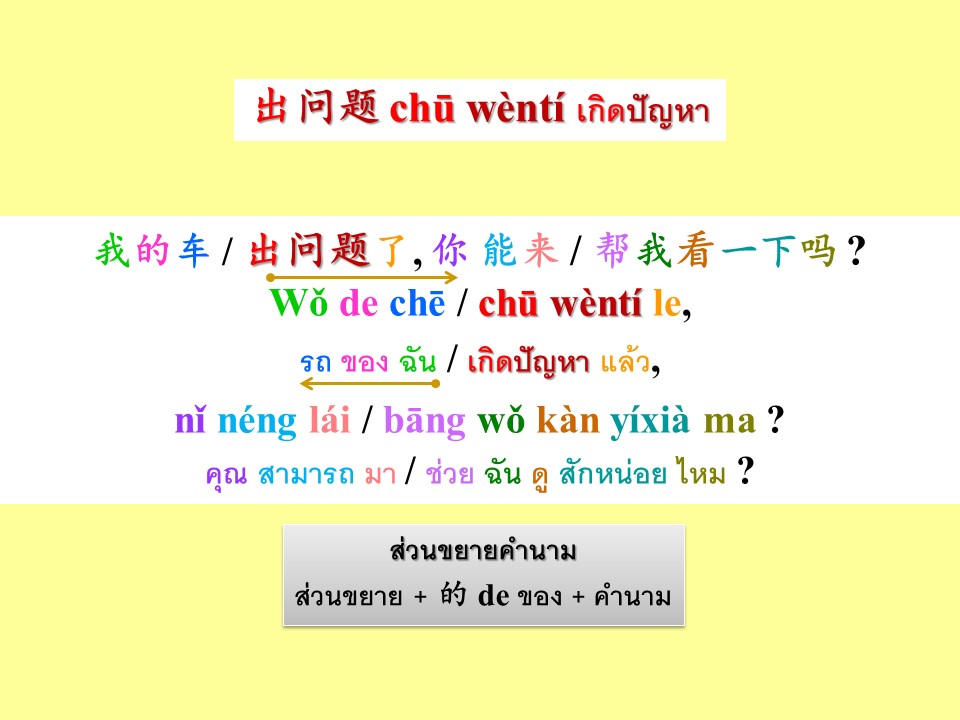 出问题 chū wèntí เกิดปัญหา
我的车 / 出问题了, 你 能来 / 帮我看一下吗 ?
Wǒ de chē / chū wèntí le,
รถ ของ ฉัน / เกิดปัญหา แล้ว,
nǐ néng lái / bāng wǒ kàn yíxià ma ?
คุณ สามารถ มา / ช่วย ฉัน ดู สักหน่อย ไหม ?
ส่วนขยายคำนาม
ส่วนขยาย + 的 de ของ + คำนาม